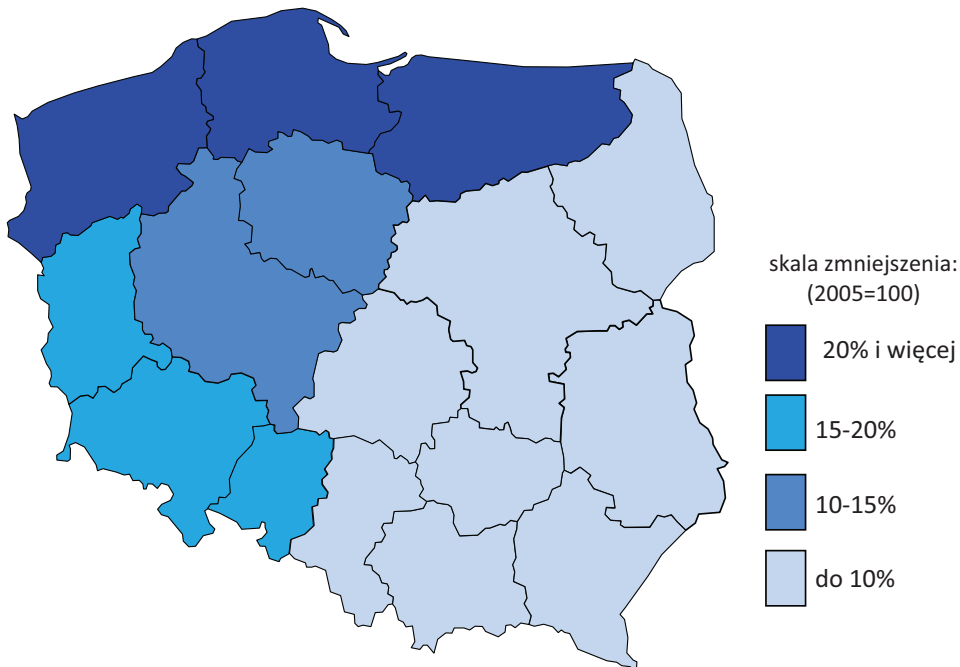 skala zmniejszenia:
(2005=100)
20% i więcej
15-20%
10-15%
do 10%